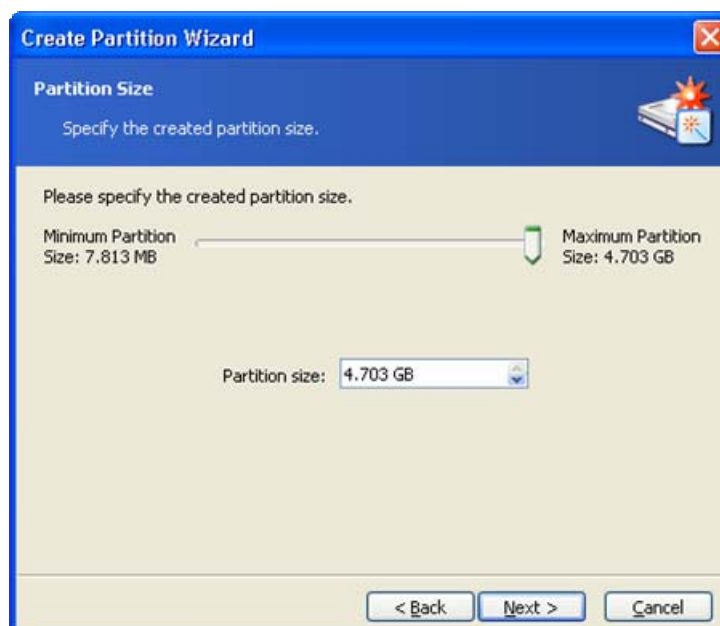 Create Partition Wizard
Partition Size
Specify the created partition size.
Please specify the created partition size.
Minimum Partition
Size: 7.813 MB
Maximum Partition
Size: 4.703 GB
Partition size: 4.703 GB
< Back Next > Cancel